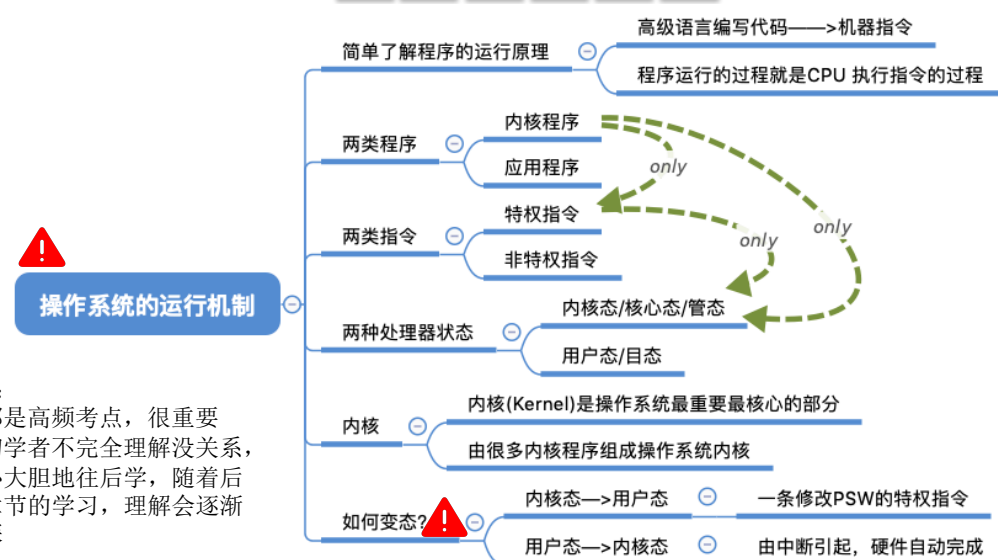 简单了解程序的运行原理
高级语言编写代码——>机器指令
程序运行的过程就是CPU 执行指令的过程
两类程序
内核程序
应用程序
only
两类指令
特权指令
非特权指令
only
only
操作系统的运行机制
两种处理器状态
内核态/核心态/管态
用户态/目态
内核
内核(Kernel)是操作系统最重要最核心的部分
由很多内核程序组成操作系统内核
如何变态?
内核态—>用户态
一条修改PSW的特权指令
用户态—>内核态
由中断引起，硬件自动完成
是高频考点，很重要
学者不完全理解没关系，
大胆地往后学，随着后
节的学习，理解会逐渐